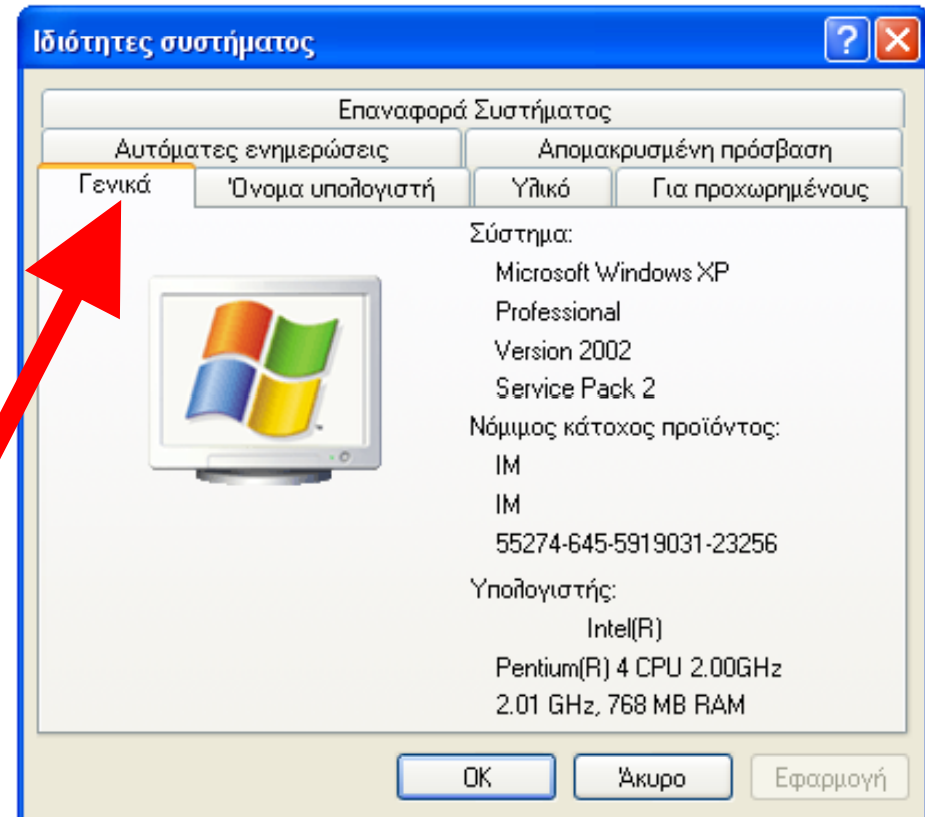 Ιδιότητες συστήματος
Επαναφορά Συστήματος
Αυτόματες ενημερώσεις Απομακρυσμένη πρόσβαση
Γενικά Όνομα υπολογιστή Υλικό Για προχωρημένους
Σύστημα:
Microsoft Windows XP
Professional
Version 2002
Service Pack 2
Νόμιμος κάτοχος προϊόντος:
IM
IM
55274-645-5919031-23256
Υπολογιστής:
Intel(R)
Pentium(R) 4 CPU 2.00GHz
2.01 GHz, 768 MB RAM
OK Άκυρο Εφαρμογή